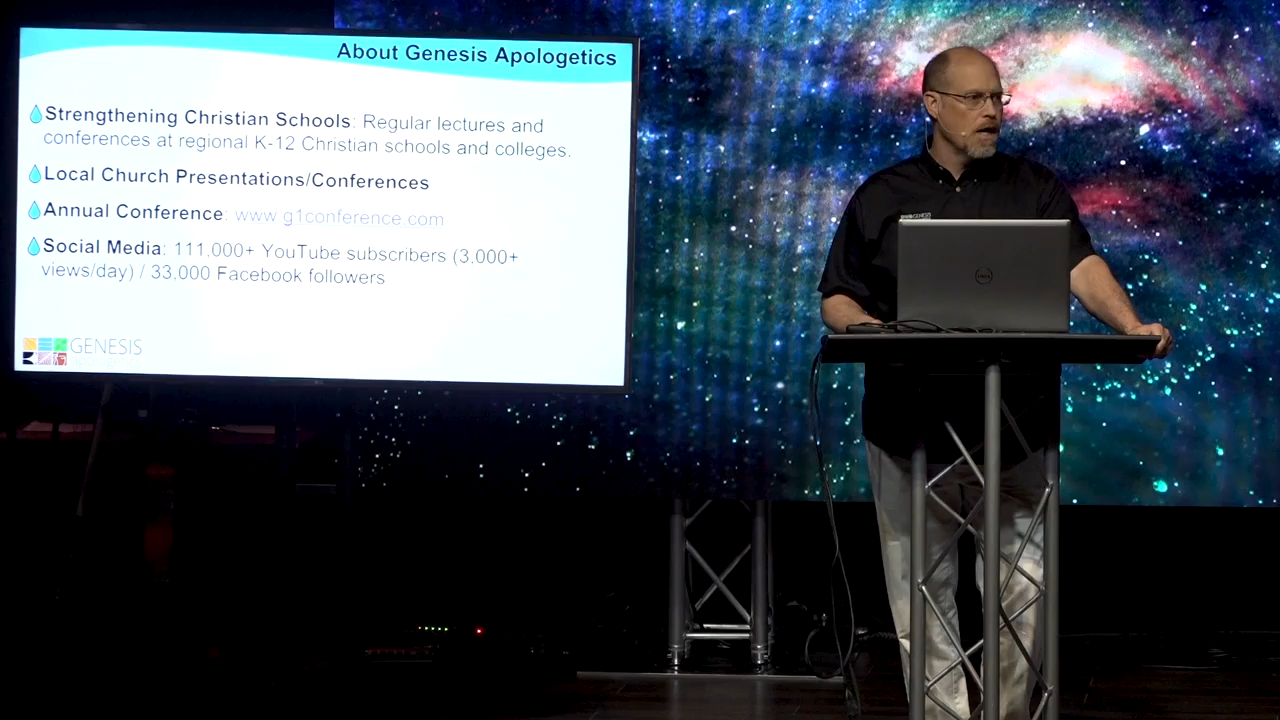 About Genesis Apologetics
Strengthening Christian Schools: Regular lectures and
conferences at regional K-12 Christian schools and colleges.
Local Church Presentations/Conferences
Annual Conference: www.g1conference.com
Social Media: 111,000+ YouTube subscribers (3,000+
views/day) / 33,000 Facebook followers
GENESIS
DELL